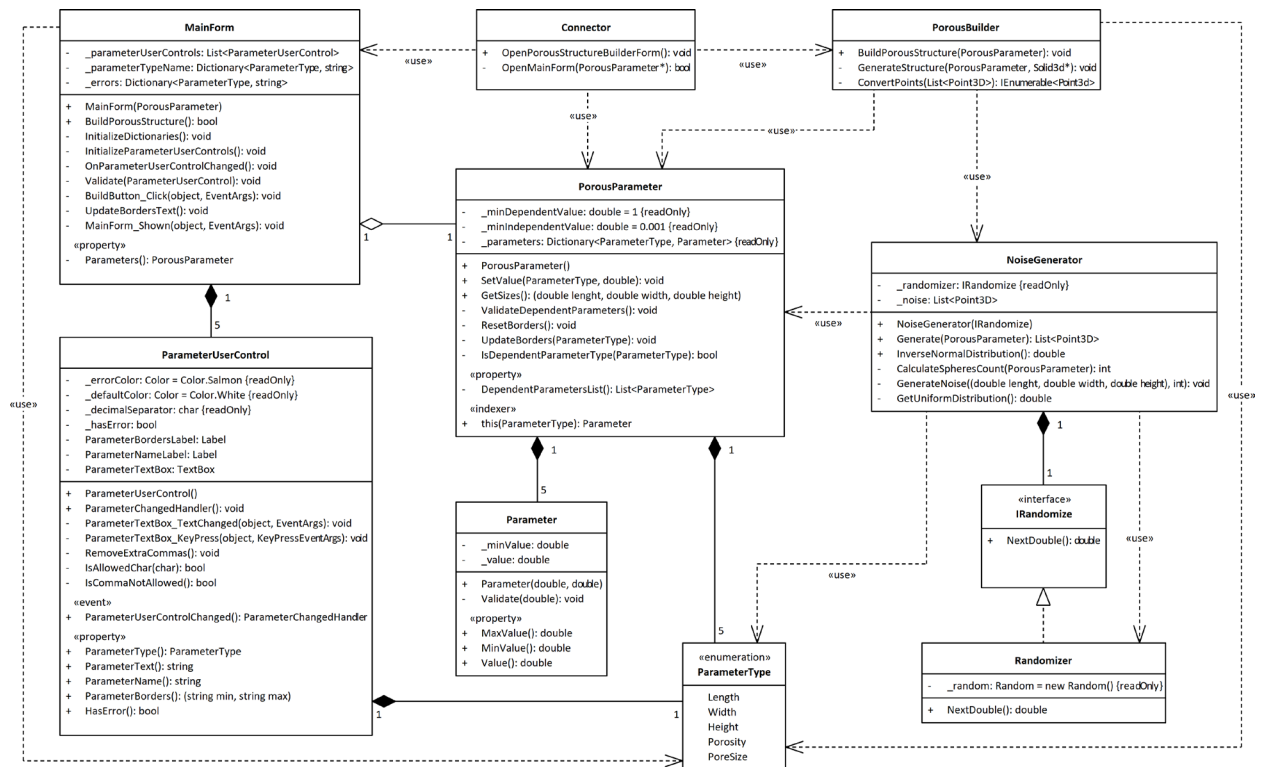 MainForm
- _parameterUserControls: List<ParameterUserControl>
- _parameterTypeName: Dictionary<ParameterType, string>
- _errors: Dictionary<ParameterType, string>
+ MainForm(PorousParameter)
+ BuildPorousStructure(): bool
- InitializeDictionaries(): void
- InitializeParameterUserControls(): void
- OnParameterUserControlChanged(): void
- Validate(ParameterUserControl): void
- BuildButton_Click(object, EventArgs): void
- UpdateBordersText(): void
- MainForm_Shown(object, EventArgs): void
«property»
- Parameters(): PorousParameter
Connector
+ OpenPorousStructureBuilderForm(): void
- OpenMainForm(PorousParameter*): bool
PorousBuilder
+ BuildPorousStructure(PorousParameter): void
- GenerateStructure(PorousParameter, Solid3d*): void
- ConvertPoints(List<Point3D>): IEnumerable<Point3d>
«use»
«use»
«use»
«use»
«use»
PorousParameter
- _minDependentValue: double = 1 {readOnly}
- _minIndependentValue: double = 0.001 {readOnly}
- _parameters: Dictionary<ParameterType, Parameter> {readOnly}
+ PorousParameter()
+ SetValue(ParameterType, double): void
+ GetSizes(): (double lenght, double width, double height)
- ValidateDependentParameters(): void
- ResetBorders(): void
- UpdateBorders(ParameterType): void
- IsDependentParameterType(ParameterType): bool
«property»
- DependentParametersList(): List<ParameterType>
«indexer»
+ this(ParameterType): Parameter
1
1
NoiseGenerator
- _randomizer: IRandomize {readOnly}
- _noise: List<Point3D>
+ NoiseGenerator(IRandomize)
+ Generate(PorousParameter): List<Point3D>
+ InverseNormalDistribution(): double
- CalculateSpheresCount(PorousParameter): int
- GenerateNoise((double lenght, double width, double height), int): void
- GetUniformDistribution(): double
«use»
1
5
ParameterUserControl
- _errorColor: Color = Color.Salmon {readOnly}
- _defaultColor: Color = Color.White {readOnly}
- _decimalSeparator: char {readOnly}
- _hasError: bool
- ParameterBordersLabel: Label
- ParameterNameLabel: Label
- ParameterTextBox: TextBox
+ ParameterUserControl()
+ ParameterChangedHandler(): void
- ParameterTextBox_TextChanged(object, EventArgs): void
- ParameterTextBox_KeyPress(object, KeyPressEventArgs): void
- RemoveExtraCommas(): void
- IsAllowedChar(char): bool
- IsCommaNotAllowed(): bool
«event»
+ ParameterUserControlChanged(): ParameterChangedHandler
«property»
+ ParameterType(): ParameterType
+ ParameterText(): string
+ ParameterName(): string
+ ParameterBorders(): (string min, string max)
+ HasError(): bool
«use»
«use»
1
5
Parameter
- _minValue: double
- _value: double
+ Parameter(double, double)
- Validate(double): void
«property»
+ MaxValue(): double
+ MinValue(): double
+ Value(): double
1
5
1
1
«interface»
IRandomize
+ NextDouble(): double
«use»
«use»
«enumeration»
ParameterType
Length
Width
Height
Porosity
PoreSize
1
1
Randomizer
- _random: Random = new Random() {readOnly}
+ NextDouble(): double